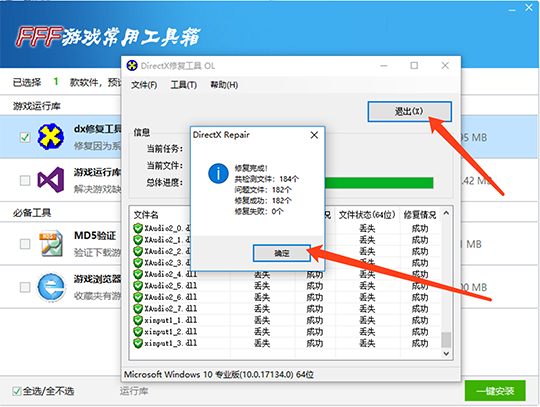 FFF游戏常用工具箱
已选择 1 款软件，预
游戏运行库
dx修复工具
修复因为系
95 MB
游戏运行
解决游戏缺
.42 MB
必备工具
MD5验证
验证下载游
MB
游戏浏览器
收藏夹有游
00 MB
全选/全不选
运行库
一键安装
DirectX修复工具 OL
文件(F) 工具(T) 帮助(H)
退出(X)
信息
当前任务:
当前文件:
总体进度:
DirectX Repair
修复完成!
共检测文件: 184个
问题文件: 182个
修复成功: 182个
修复失败: 0个
确定
文件名 况 文件状态(64位) 修复情况
XAudio2_0.dll 丢失 成功
XAudio2_1.dll 丢失 成功
XAudio2_2.dll 丢失 成功
XAudio2_3.dll 丢失 成功
XAudio2_4.dll 丢失 成功 丢失 成功
XAudio2_5.dll 丢失 成功 丢失 成功
XAudio2_6.dll 丢失 成功 丢失 成功
XAudio2_7.dll 丢失 成功 丢失 成功
xinput1_1.dll 丢失 成功 丢失 成功
xinput1_2.dll 丢失 成功 丢失 成功
xinput1_3.dll 丢失 成功 丢失 成功
Microsoft Windows 10 专业版(10.0.17134.0) 64位